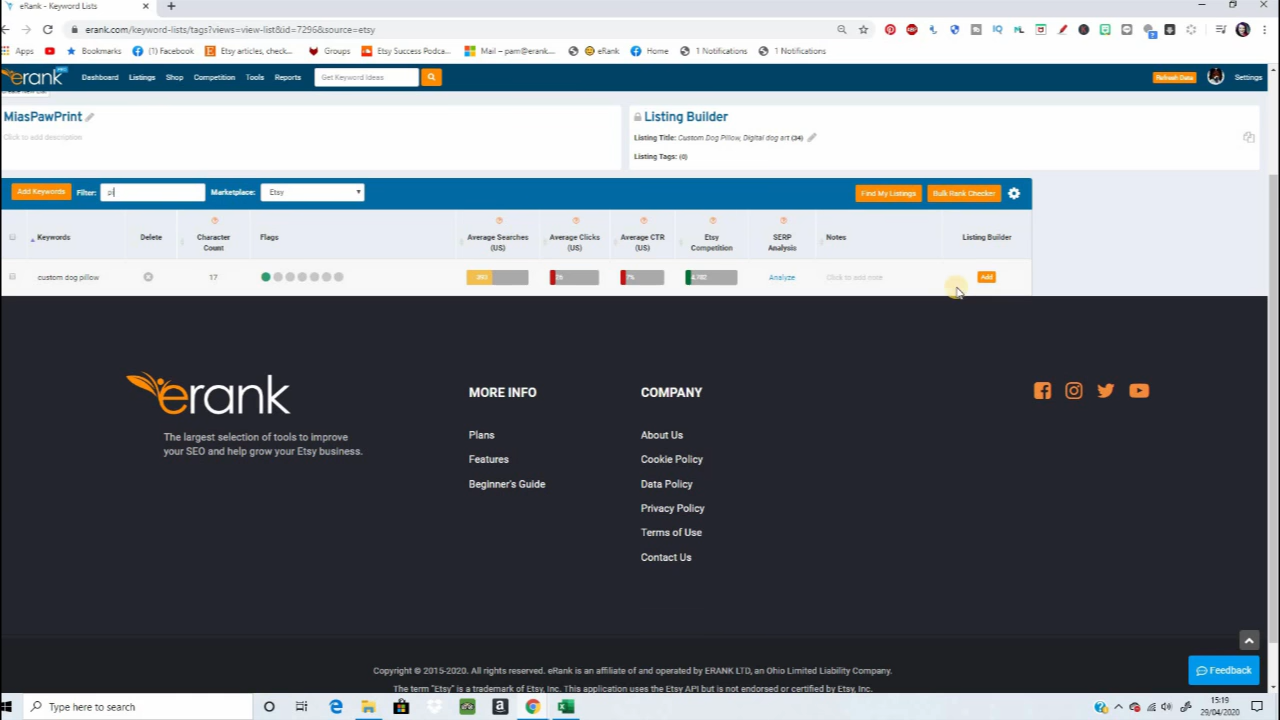 eRank - Keyword Lists
erank.com/keyword-lists/tags?views=view-list&id=7296&source=etsy
Apps Bookmarks (1) Facebook Etsy articles, check... Groups Etsy Success Podca... Mail – pam@erank... eRank Home 1 Notifications 1 Notifications
erank Dashboard Listings Shop Competition Tools Reports Get Keyword Ideas Refresh Data Settings
Create New List
MiasPawPrint
Click to add description
Listing Builder
Listing Title: Custom Dog Pillow, Digital dog art (34)
Listing Tags: (0)
Add Keywords Filter: Marketplace: Etsy Find My Listings Bulk Rank Checker
Keywords Delete Character Count Flags Average Searches (US) Average Clicks (US) Average CTR (US) Etsy Competition SERP Analysis Notes Listing Builder
custom dog pillow 17 Analyze Click to add note Add
erank
The largest selection of tools to improve
your SEO and help grow your Etsy business.
MORE INFO
Plans
Features
Beginner's Guide
COMPANY
About Us
Cookie Policy
Data Policy
Privacy Policy
Terms of Use
Contact Us
Copyright © 2015-2020. All rights reserved. eRank is an affiliate of and operated by ERANK LTD, an Ohio Limited Liability Company.
The term "Etsy" is a trademark of Etsy, Inc. This application uses the Etsy API but is not endorsed or certified by Etsy, Inc.
Feedback
Type here to search
15:19
29/04/2020